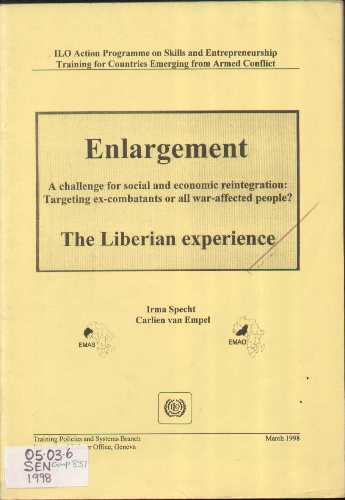 ILO Action Programme on Skills and Entrepreneurship
Training for Countries Emerging from Armed Conflict
Enlargement
A challenge for social and economic reintegration:
Targeting ex-combatants or all war-affected people?
The Liberian experience
Irma Specht
Carlien van Empel
EMAS
EMAO
Training Policies and Systems Branch
March 1998
Office, Geneva
05.03.6
SEN
1998